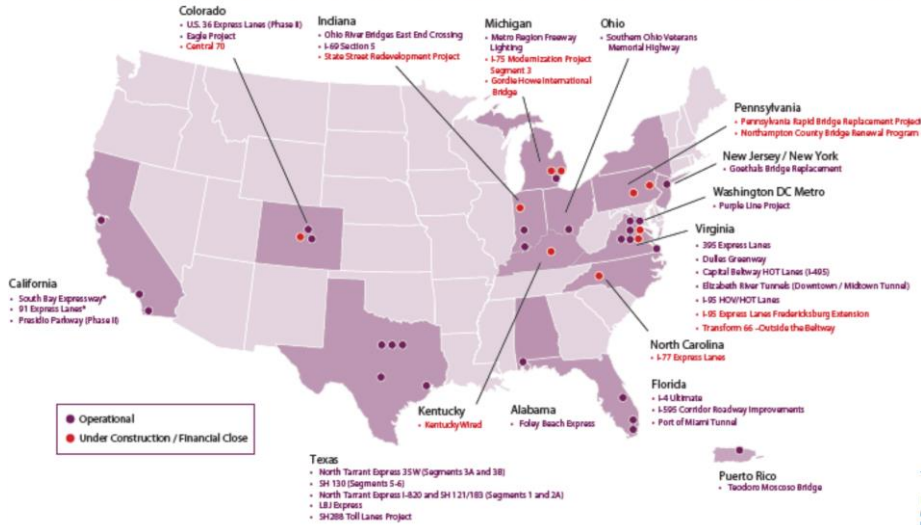 Colorado
• U.S. 36 Express Lanes (Phase II)
• Eagle Project
• Central 70
Indiana
• Ohio River Bridges East End Crossing
• I-69 Section 5
• State Street Redevelopment Project
Michigan
• Metro Region Freeway
Lighting
• I-75 Modernization Project
Segment 3
• Gordie Howe International
Bridge
Ohio
• Southern Ohio Veterans
Memorial Highway
Pennsylvania
• Pennsylvania Rapid Bridge Replacement Project
• Northampton County Bridge Renewal Program
New Jersey / New York
• Goethals Bridge Replacement
Washington DC Metro
• Purple Line Project
Virginia
• 395 Express Lanes
• Dulles Greenway
• Capital Beltway HOT Lanes (I-495)
• Elizabeth River Tunnels (Downtown / Midtown Tunnel)
• I-95 HOV/HOT Lanes
• I-95 Express Lanes Fredericksburg Extension
• Transform 66 -Outside the Beltway
California
• South Bay Expressway*
• 91 Express Lanes*
• Presidio Parkway (Phase II)
North Carolina
• I-77 Express Lanes
Florida
• I-4 Ultimate
• I-595 Corridor Roadway Improvements
• Port of Miami Tunnel
Kentucky
• KentuckyWired
Alabama
• Foley Beach Express
Operational
Under Construction / Financial Close
Texas
• North Tarrant Express 35W (Segments 3A and 3B)
• SH 130 (Segments 5-6)
• North Tarrant Express I-820 and SH 121/183 (Segments 1 and 2A)
• LBJ Express
• SH288 Toll Lanes Project
Puerto Rico
• Teodoro Moscoso Bridge